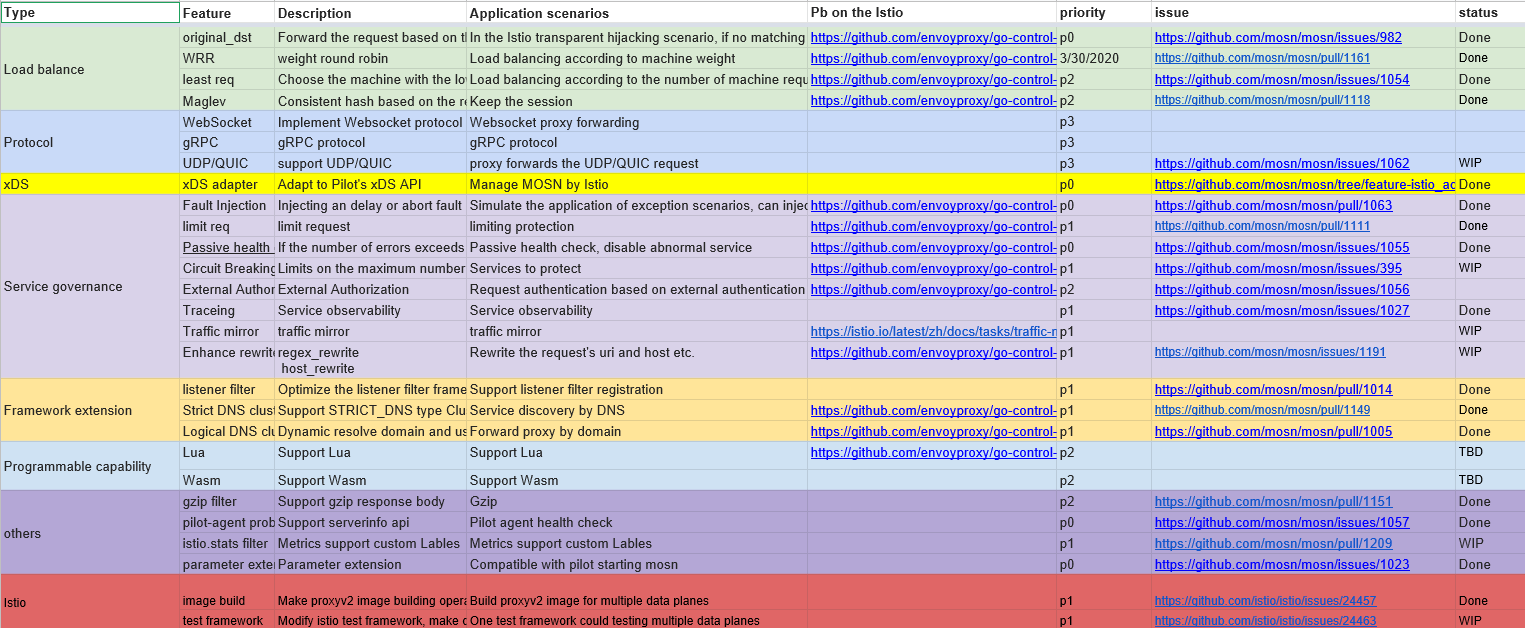 Type Feature Description Application scenarios Pb on the Istio priority issue status
Load balance
original_dst Forward the request based on t In the Istio transparent hijacking scenario, if no matching https://github.com/envoyproxy/go-control- p0 https://github.com/mosn/mosn/issues/982 Done
WRR weight round robin Load balancing according to machine weight https://github.com/envoyproxy/go-control- 3/30/2020 https://github.com/mosn/mosn/pull/1161 Done
least req Choose the machine with the lo Load balancing according to the number of machine requ https://github.com/envoyproxy/go-control- p2 https://github.com/mosn/mosn/issues/1054 Done
Maglev Consistent hash based on the r Keep the session https://github.com/envoyproxy/go-control- p2 https://github.com/mosn/mosn/pull/1118 Done
Protocol
WebSocket Implement Websocket protocol Websocket proxy forwarding p3
gRPC gRPC protocol gRPC protocol p3
UDP/QUIC support UDP/QUIC proxy forwards the UDP/QUIC request p3 https://github.com/mosn/mosn/issues/1062 WIP
xDS xDS adapter Adapt to Pilot's xDS API Manage MOSN by Istio p0 https://github.com/mosn/mosn/tree/feature-istio_ac Done
Service governance
Fault Injection Injecting an delay or abort fault Simulate the application of exception scenarios, can injec https://github.com/envoyproxy/go-control- p0 https://github.com/mosn/mosn/pull/1063 Done
limit req limit request limiting protection https://github.com/envoyproxy/go-control- p1 https://github.com/mosn/mosn/pull/1111 Done
Passive health If the number of errors exceeds Passive health check, disable abnormal service https://github.com/envoyproxy/go-control- p0 https://github.com/mosn/mosn/issues/1055 Done
Circuit Breaking Limits on the maximum number Services to protect https://github.com/envoyproxy/go-control- p1 https://github.com/mosn/mosn/issues/395 WIP
External Author External Authorization Request authentication based on external authentication https://github.com/envoyproxy/go-control- p2 https://github.com/mosn/mosn/issues/1056
Traceing Service observability Service observability p1 https://github.com/mosn/mosn/issues/1027 Done
Traffic mirror traffic mirror traffic mirror https://istio.io/latest/zh/docs/tasks/traffic-r p1 WIP
Enhance rewrite regex_rewrite Rewrite the request's uri and host etc. https://github.com/envoyproxy/go-control- p1 https://github.com/mosn/mosn/issues/1191 WIP
host_rewrite
Framework extension
listener filter Optimize the listener filter frame Support listener filter registration p1 https://github.com/mosn/mosn/pull/1014 Done
Strict DNS clust Support STRICT_DNS type Clu Service discovery by DNS https://github.com/envoyproxy/go-control- p1 https://github.com/mosn/mosn/pull/1149 Done
Logical DNS clu Dynamic resolve domain and us Forward proxy by domain https://github.com/envoyproxy/go-control- p1 https://github.com/mosn/mosn/pull/1005 Done
Programmable capability
Lua Support Lua Support Lua https://github.com/envoyproxy/go-control- p2 TBD
Wasm Support Wasm Support Wasm p2 TBD
others
gzip filter Support gzip response body Gzip p2 https://github.com/mosn/mosn/pull/1151 Done
pilot-agent prob Support serverinfo api Pilot agent health check p0 https://github.com/mosn/mosn/issues/1057 Done
istio.stats filter Metrics support custom Lables Metrics support custom Lables p1 https://github.com/mosn/mosn/pull/1209 WIP
parameter exter Parameter extension Compatible with pilot starting mosn p0 https://github.com/mosn/mosn/issues/1023 Done
Istio
image build Make proxyv2 image building opera Build proxyv2 image for multiple data planes p1 https://github.com/istio/istio/issues/24457 Done
test framework Modify istio test framework, make c One test framework could testing multiple data planes p1 https://github.com/istio/istio/issues/24463 WIP